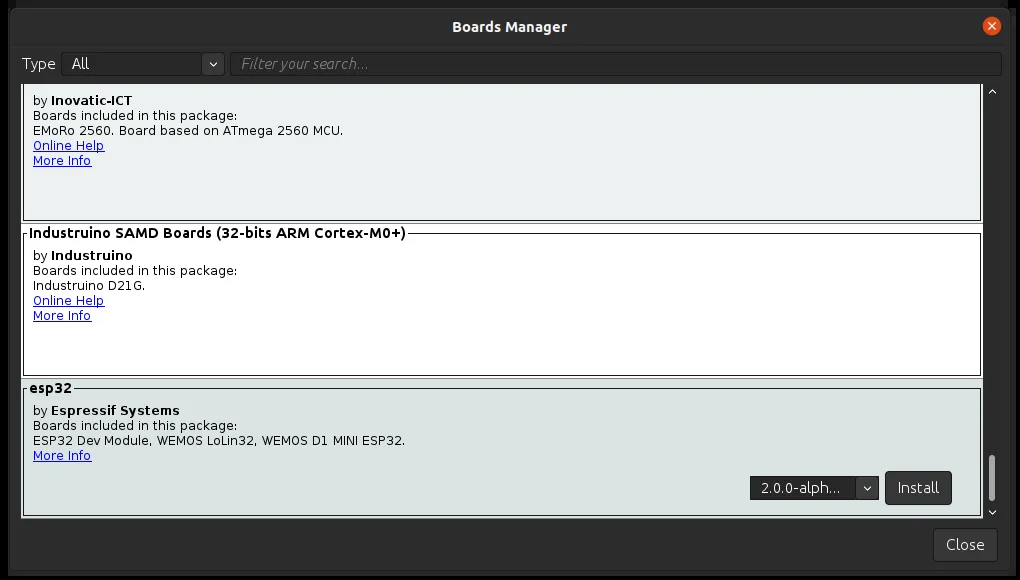 Boards Manager
Type All Filter your search...
by Inovatic-ICT
Boards included in this package:
EMoRo 2560. Board based on ATmega 2560 MCU.
Online Help
More Info
Industruino SAMD Boards (32-bits ARM Cortex-M0+)
by Industruino
Boards included in this package:
Industruino D21G.
Online Help
More Info
esp32
by Espressif Systems
Boards included in this package:
ESP32 Dev Module, WEMOS LoLin32, WEMOS D1 MINI ESP32.
More Info
2.0.0-alph... Install
Close